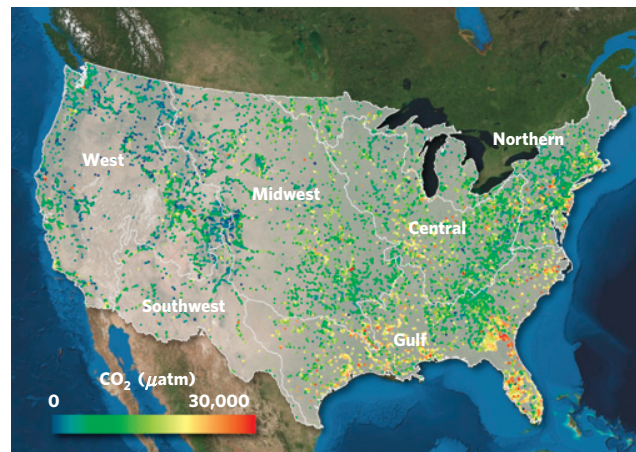 Northern
West
Midwest
Central
Southwest
Gulf
CO₂ (μatm)
0 30,000